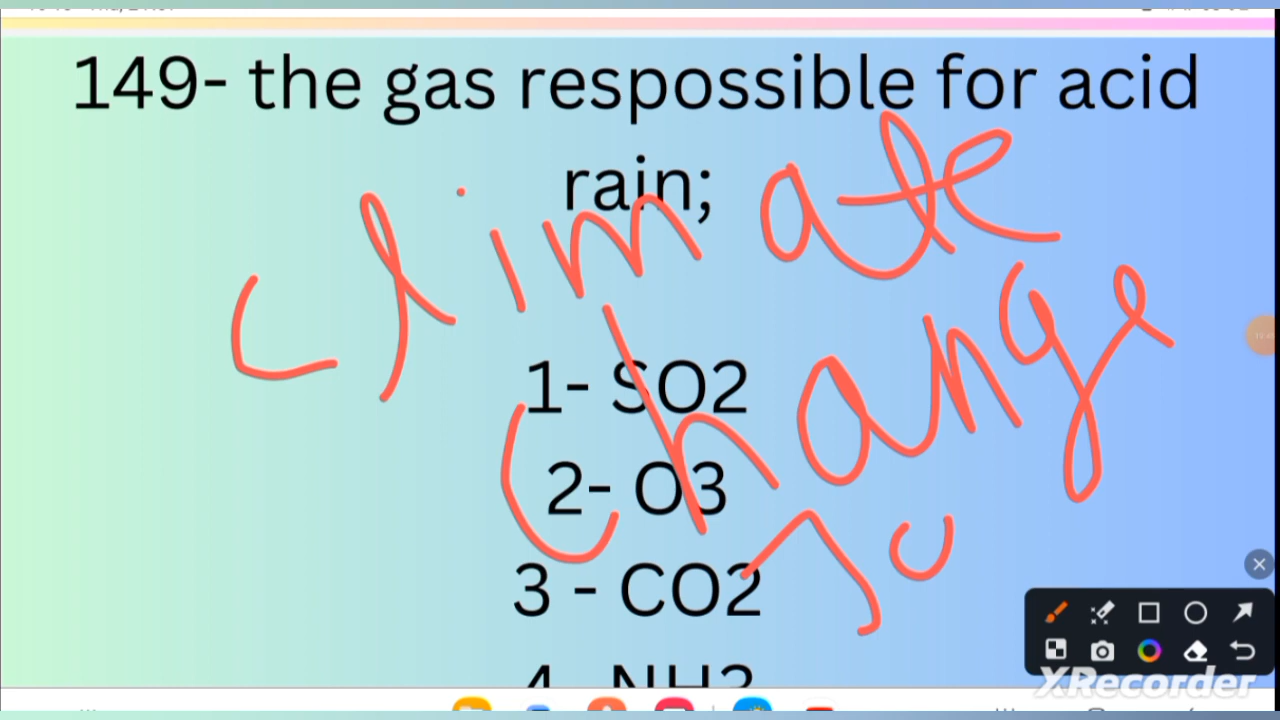 149- the gas respossible for acid
rain;
climate
change
1- SO2
2- O3
3 - CO2
XRecorder